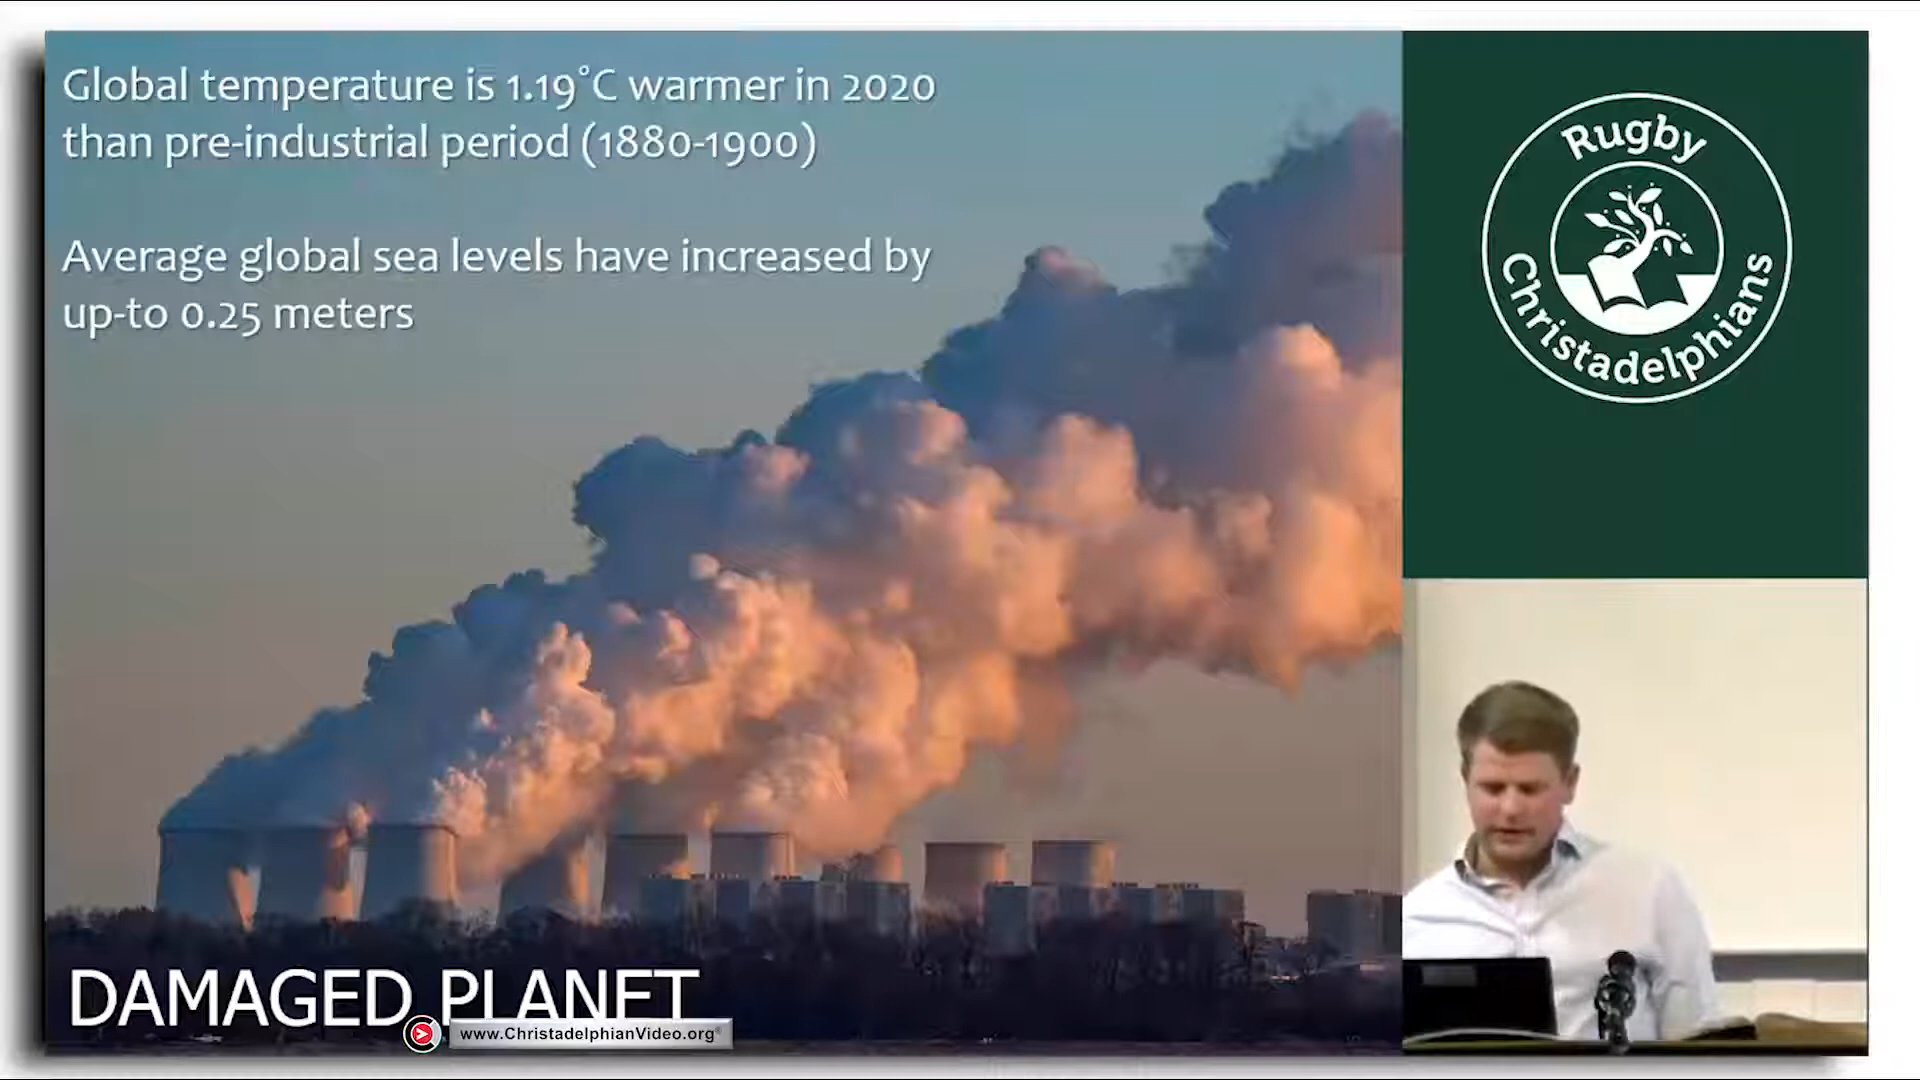 Global temperature is 1.19°C warmer in 2020
than pre-industrial period (1880-1900)
Average global sea levels have increased by
up-to 0.25 meters
Rugby
Christadelphians
DAMAGED PLANET
www.ChristadelphianVideo.org®